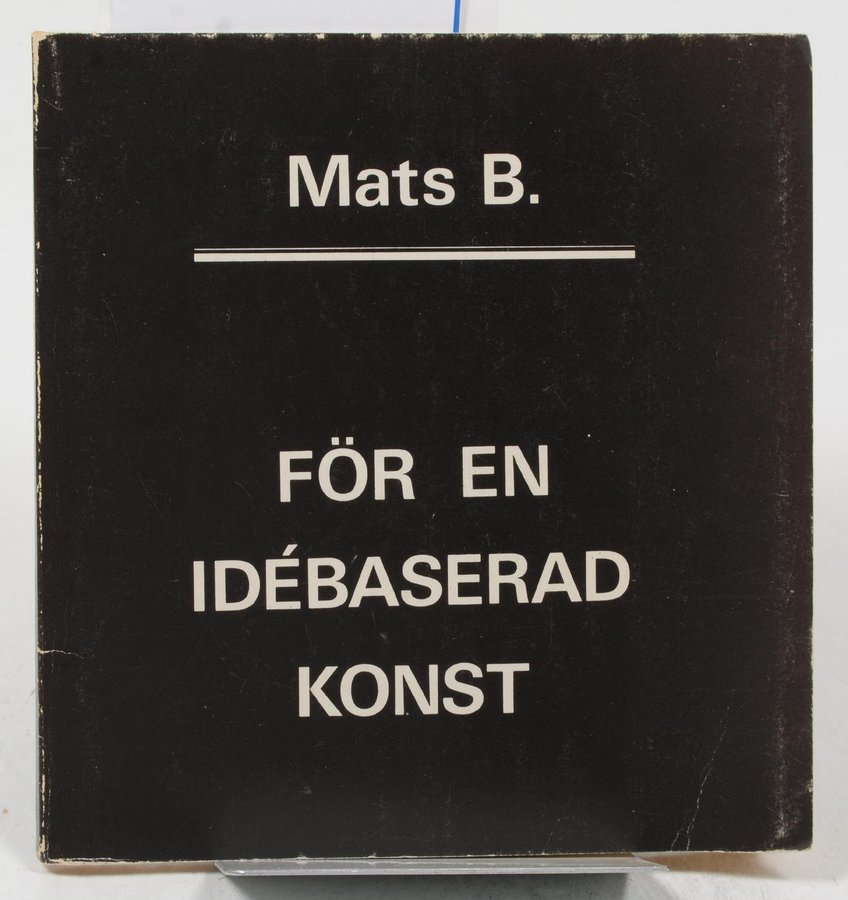 Mats B.
FÖR EN
IDÉBASERAD
KONST